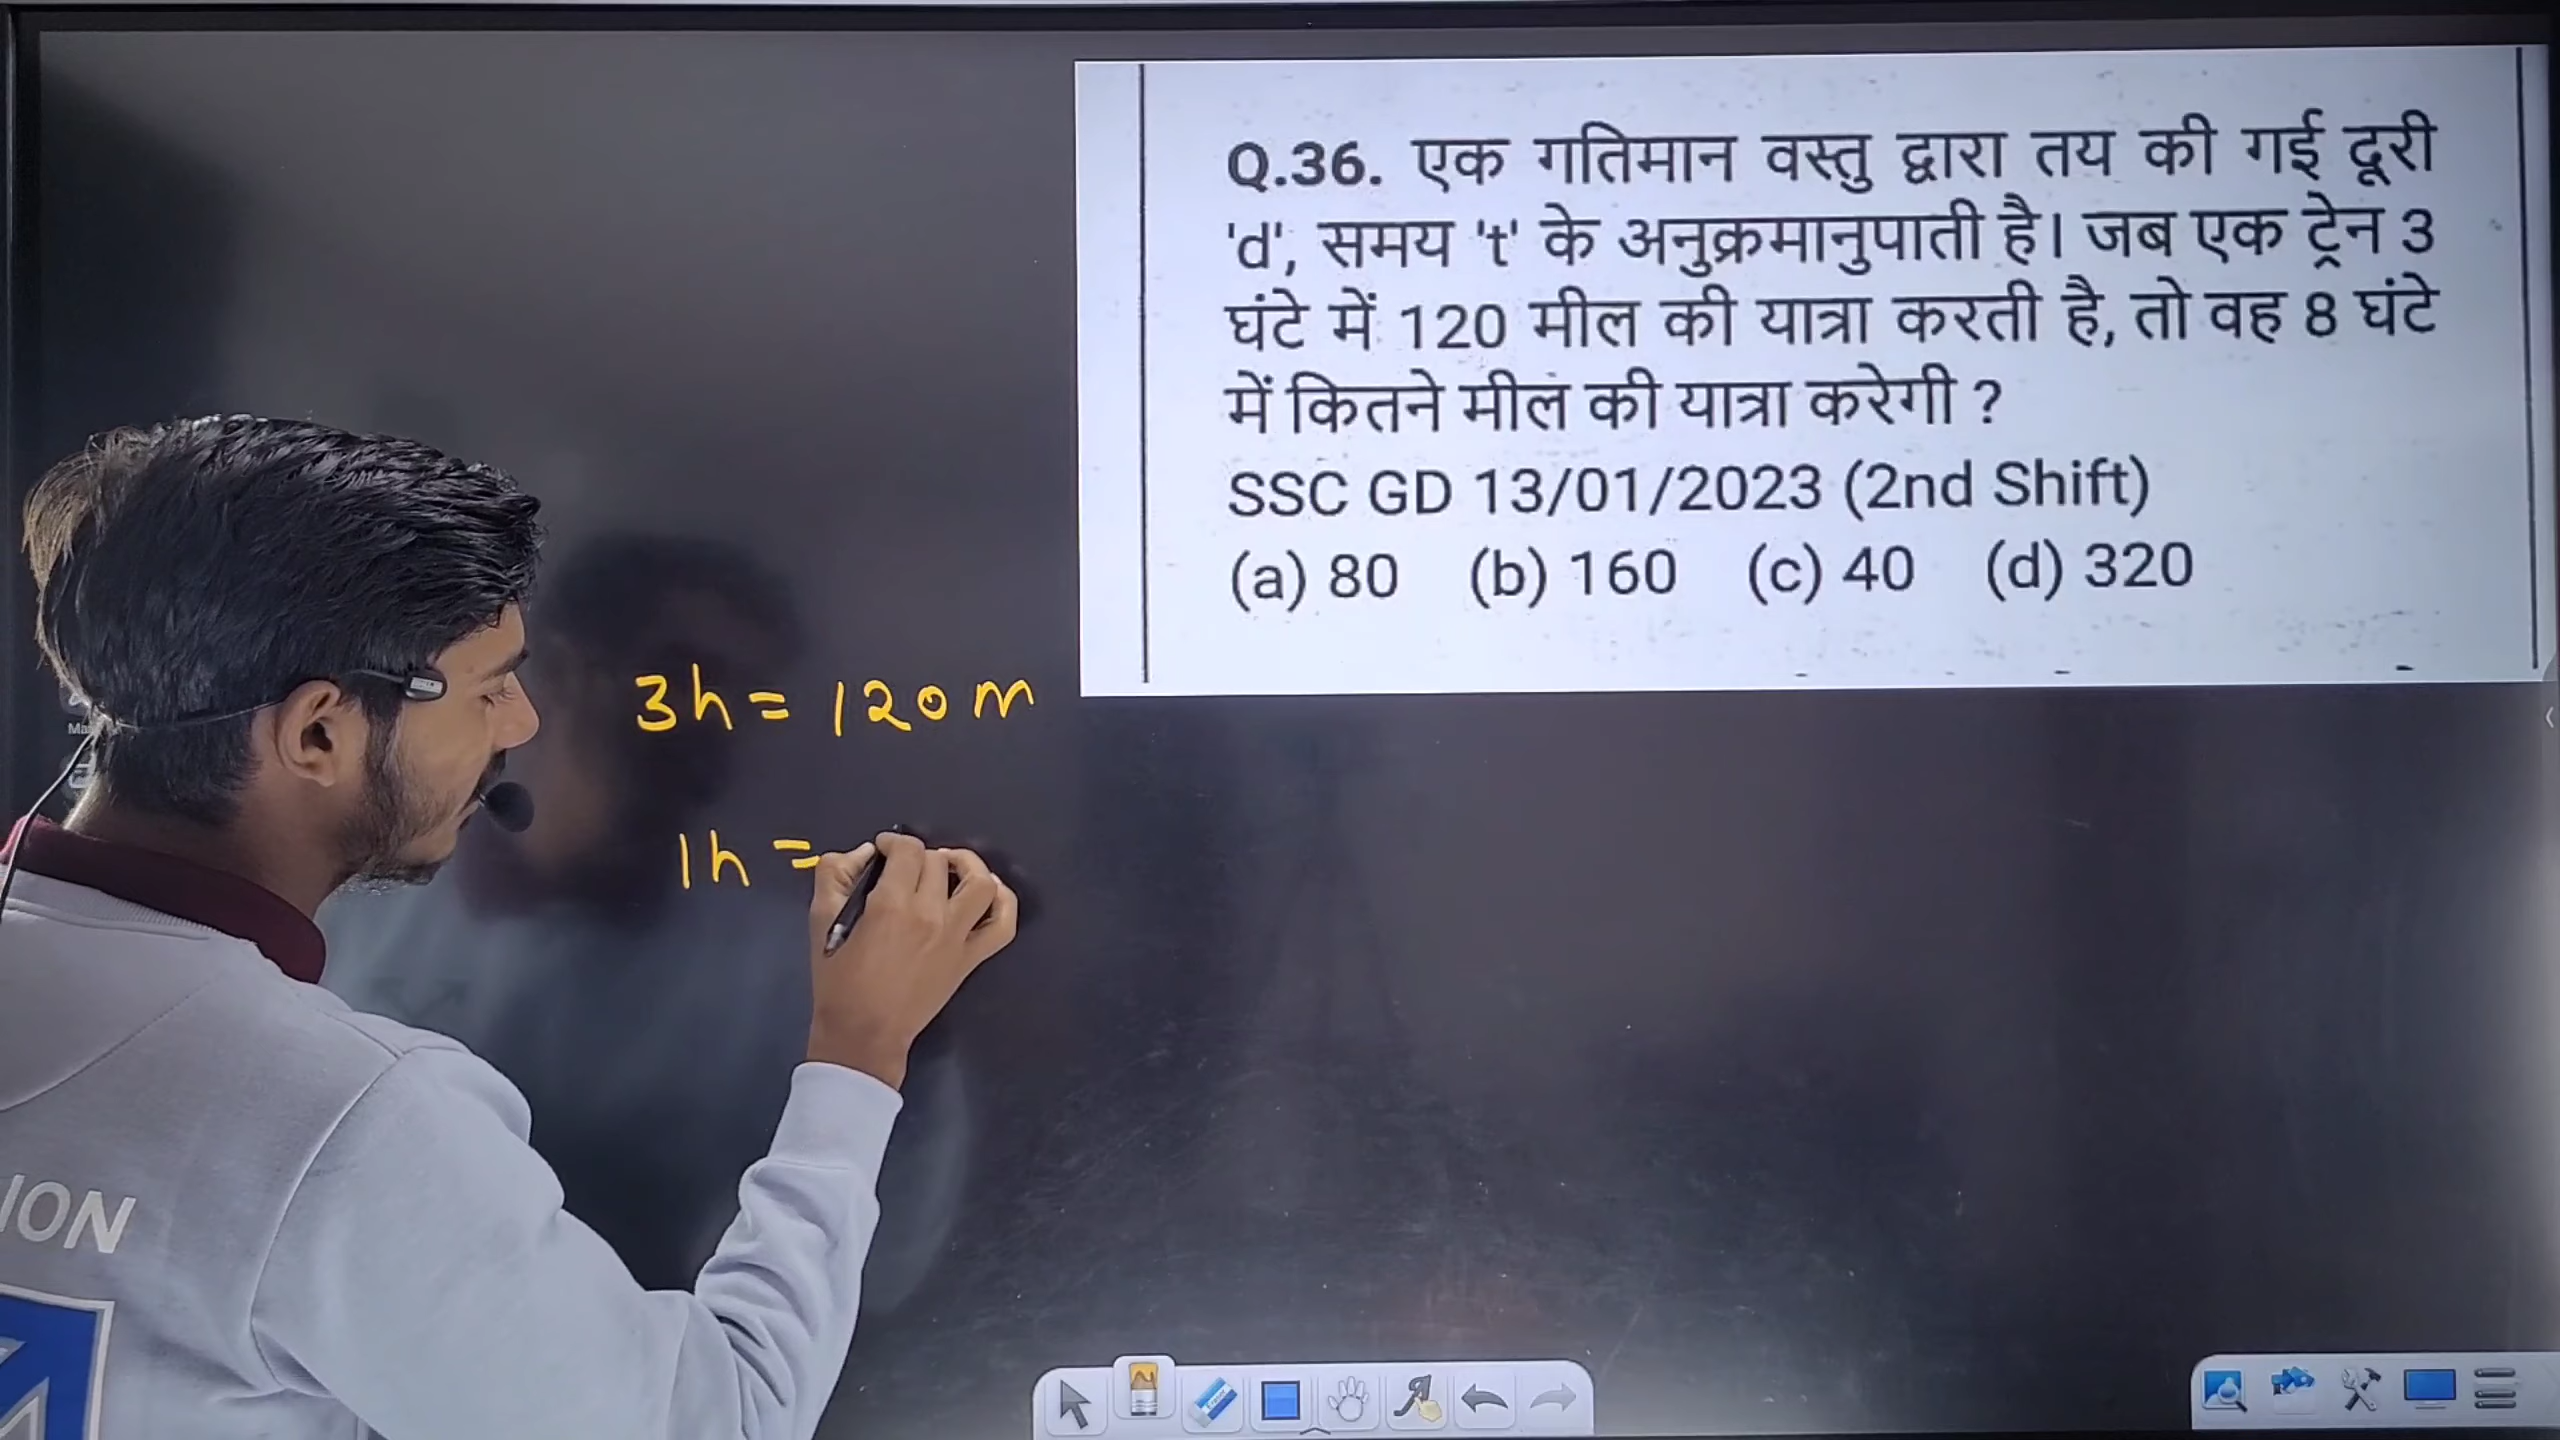 Q.36. एक गतिमान वस्तु द्वारा तय की गई दूरी
'd', समय 't' के अनुक्रमानुपाती है। जब एक ट्रेन 3
घंटे में 120 मील की यात्रा करती है, तो वह 8 घंटे
में कितने मील की यात्रा करेगी ?
SSC GD 13/01/2023 (2nd Shift)
(a) 80 (b) 160 (c) 40 (d) 320
3h = 120 m
1h =
ION